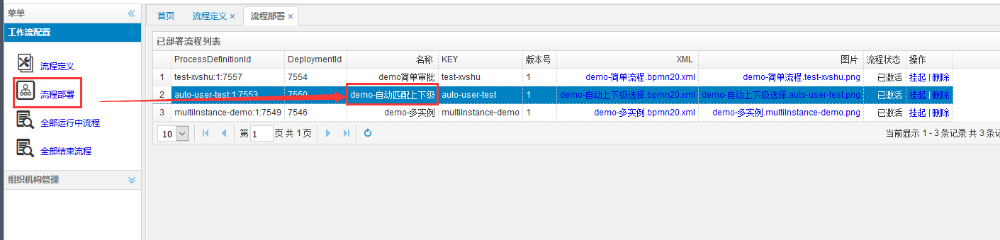 菜单
工作流配置
流程定义
流程部署
全部运行中流程
全部结束流程
组织机构管理
首页 流程定义 × 流程部署 ×
已部署流程列表
ProcessDefinitionId DeploymentId 名称 KEY 版本号 XML 图片 流程状态 操作
1 test-xvshu:1:7557 7554 demo简单审批 test-xvshu 1 demo-简单流程.bpmn20.xml demo-简单流程.test-xvshu.png 已激活 挂起 | 删除
2 auto-user-test:1:7553 7550 demo-自动匹配上下级 auto-user-test 1 demo-自动上下级选择.bpmn20.xml demo-自动上下级选择.auto-user-test.png 已激活 挂起 | 删除
3 multiInstance-demo:1:7549 7546 demo-多实例 multiInstance-demo 1 demo-多实例.bpmn20.xml demo-多实例.multiInstance-demo.png 已激活 挂起 | 删除
10 第 1 页 共 1 页 当前显示 1 - 3 条记录 共 3 条记